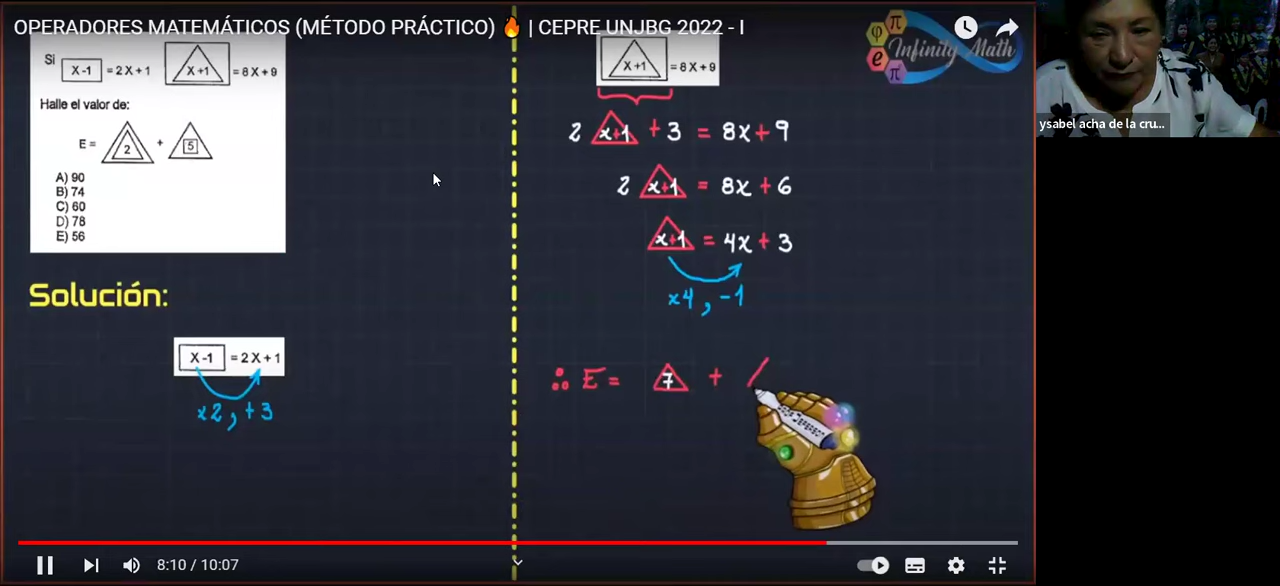 OPERADORES MATEMÁTICOS (MÉTODO PRÁCTICO) 🔥 | CEPRE UNJBG 2022 - I
Si X-1 = 2X+1 X+1 = 8X+9
Halle el valor de:
E = 2 + 5
A) 90
B) 74
C) 60
D) 78
E) 56
Solución:
X-1 = 2X+1
x2, +3
X+1 = 8X+9
2 x+1 + 3 = 8x+9
2 x+1 = 8x+6
x+1 = 4x+3
x4, -1
∴ E = 7 +
φ π e π Infinity Math
ysabel acha de la cru...
8:10 / 10:07